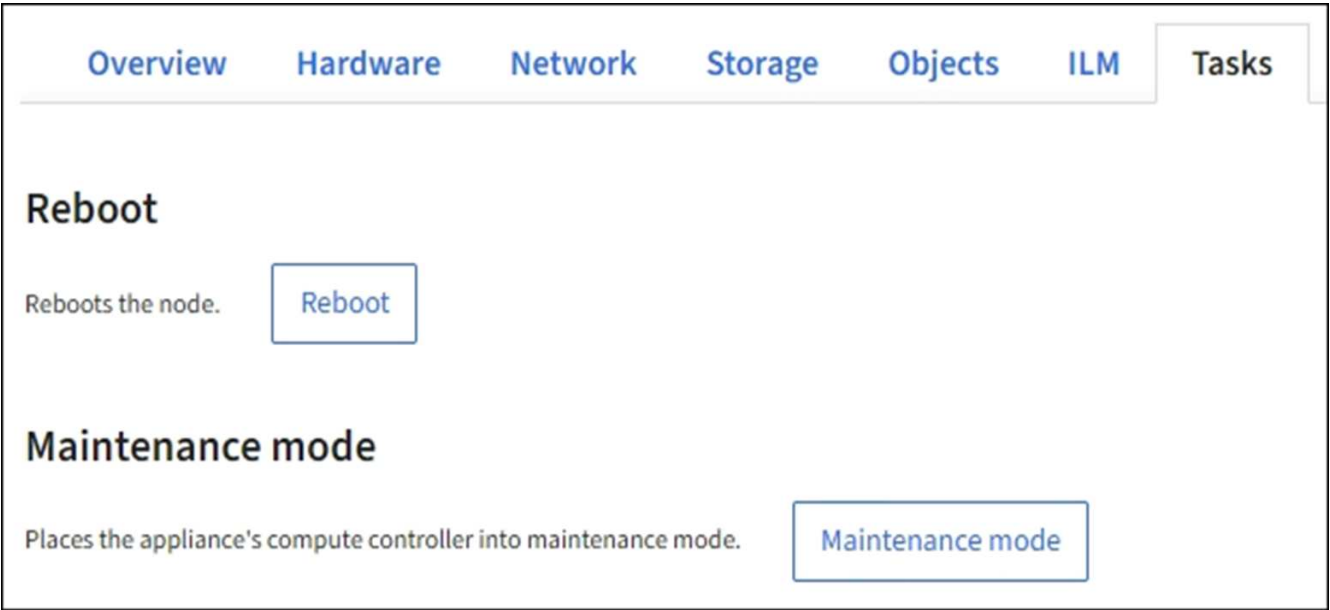 Overview Hardware Network Storage Objects ILM Tasks
Reboot
Reboots the node. Reboot
Maintenance mode
Places the appliance's compute controller into maintenance mode. Maintenance mode